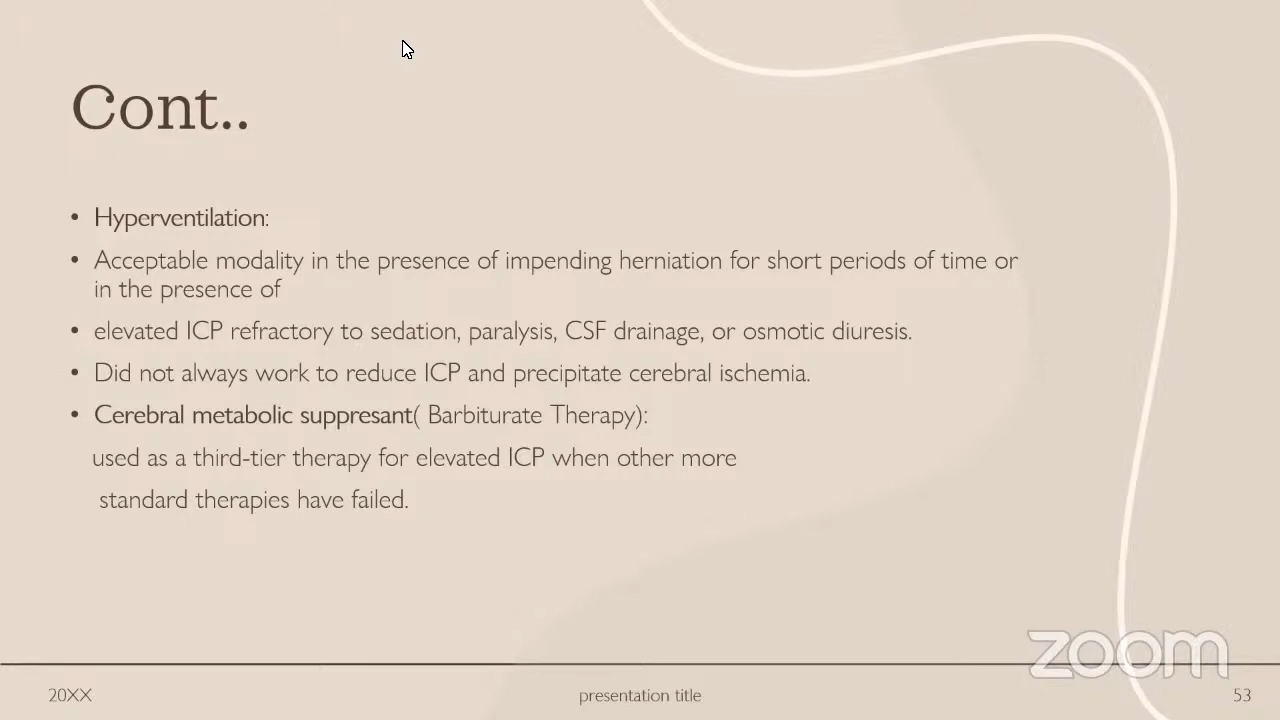 Cont..
• Hyperventilation:
• Acceptable modality in the presence of impending herniation for short periods of time or
in the presence of
• elevated ICP refractory to sedation, paralysis, CSF drainage, or osmotic diuresis.
• Did not always work to reduce ICP and precipitate cerebral ischemia.
• Cerebral metabolic suppresant( Barbiturate Therapy):
used as a third-tier therapy for elevated ICP when other more
standard therapies have failed.
zoom
20XX
presentation title
53